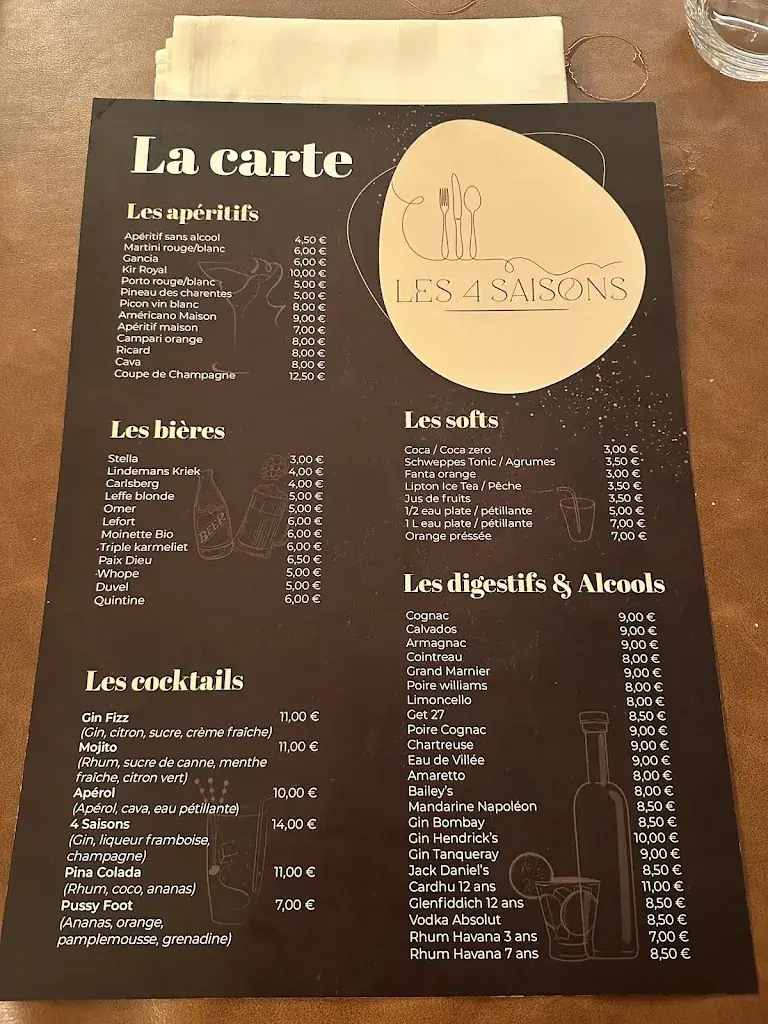 La carte
LES 4 SAISONS
Les apéritifs
Apéritif sans alcool 4,50 €
Martini rouge/blanc 6,00 €
Gancia 6,00 €
Kir Royal 10,00 €
Porto rouge/blanc 5,00 €
Pineau des charentes 5,00 €
Picon vin blanc 8,00 €
Américano Maison 9,00 €
Apéritif maison 7,00 €
Campari orange 8,00 €
Ricard 8,00 €
Cava 8,00 €
Coupe de Champagne 12,50 €
Les bières
Stella 3,00 €
Lindemans Kriek 4,00 €
Carlsberg 4,00 €
Leffe blonde 5,00 €
Omer 5,00 €
Lefort 6,00 €
Moinette Bio 6,00 €
Triple karmeliet 6,00 €
Paix Dieu 6,50 €
Whope 5,00 €
Duvel 5,00 €
Quintine 6,00 €
BEER
Les cocktails
Gin Fizz 11,00 €
(Gin, citron, sucre, crème fraîche)
Mojito 11,00 €
(Rhum, sucre de canne, menthe
fraîche, citron vert)
Apérol 10,00 €
(Apérol, cava, eau pétillante)
4 Saisons 14,00 €
(Gin, liqueur framboise,
champagne)
Pina Colada 11,00 €
(Rhum, coco, ananas)
Pussy Foot 7,00 €
(Ananas, orange,
pamplemousse, grenadine)
Les softs
Coca / Coca zero 3,00 €
Schweppes Tonic / Agrumes 3,50 €
Fanta orange 3,00 €
Lipton Ice Tea / Pêche 3,50 €
Jus de fruits 3,50 €
1/2 eau plate / pétillante 5,00 €
1 L eau plate / pétillante 7,00 €
Orange préssée 7,00 €
Les digestifs & Alcools
Cognac 9,00 €
Calvados 9,00 €
Armagnac 9,00 €
Cointreau 8,00 €
Grand Marnier 9,00 €
Poire williams 8,00 €
Limoncello 8,00 €
Get 27 8,50 €
Poire Cognac 9,00 €
Chartreuse 9,00 €
Eau de Villée 9,00 €
Amaretto 8,00 €
Bailey's 8,00 €
Mandarine Napoléon 8,50 €
Gin Bombay 8,50 €
Gin Hendrick's 10,00 €
Gin Tanqueray 9,00 €
Jack Daniel's 8,50 €
Cardhu 12 ans 11,00 €
Glenfiddich 12 ans 8,50 €
Vodka Absolut 8,50 €
Rhum Havana 3 ans 7,00 €
Rhum Havana 7 ans 8,50 €